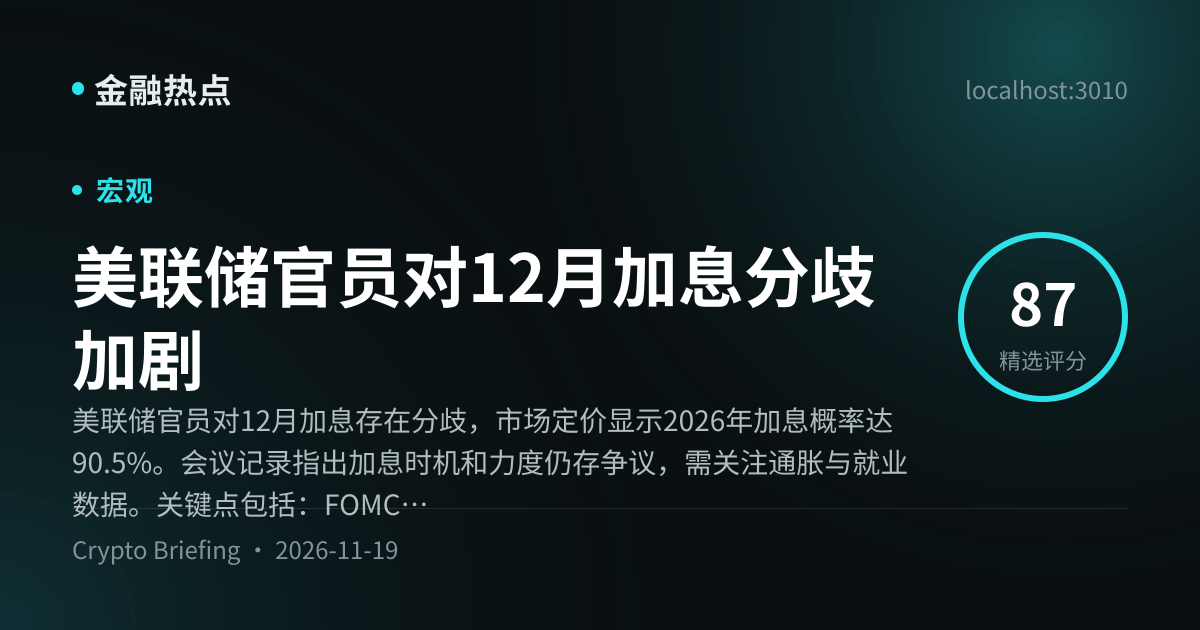 金融热点
localhost:3010
宏观
美联储官员对12月加息分歧
加剧
87
精选评分
美联储官员对12月加息存在分歧，市场定价显示2026年加息概率达
90.5%。会议记录指出加息时机和力度仍存争议，需关注通胀与就业
数据。关键点包括：FOMC…
Crypto Briefing · 2026-11-19